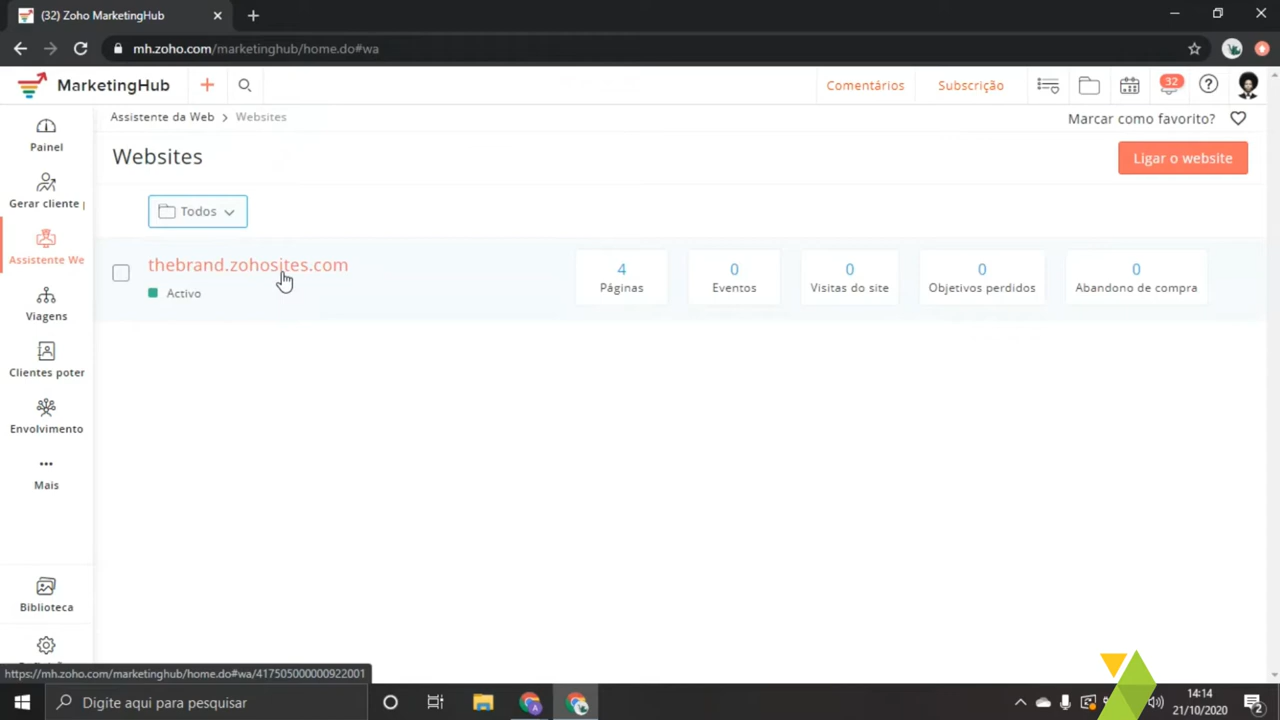 (32) Zoho MarketingHub
mh.zoho.com/marketinghub/home.do#wa
MarketingHub
Comentários
Subscrição
32
Assistente da Web > Websites
Marcar como favorito?
Websites
Ligar o website
Todos
thebrand.zohosites.com
Activo
4
Páginas
0
Eventos
0
Visitas do site
0
Objetivos perdidos
0
Abandono de compra
Painel
Gerar cliente
Assistente We
Viagens
Clientes poter
Envolvimento
Mais
Biblioteca
https://mh.zoho.com/marketinghub/home.do#wa/417505000000922001
Digite aqui para pesquisar
14:14
21/10/2020
2